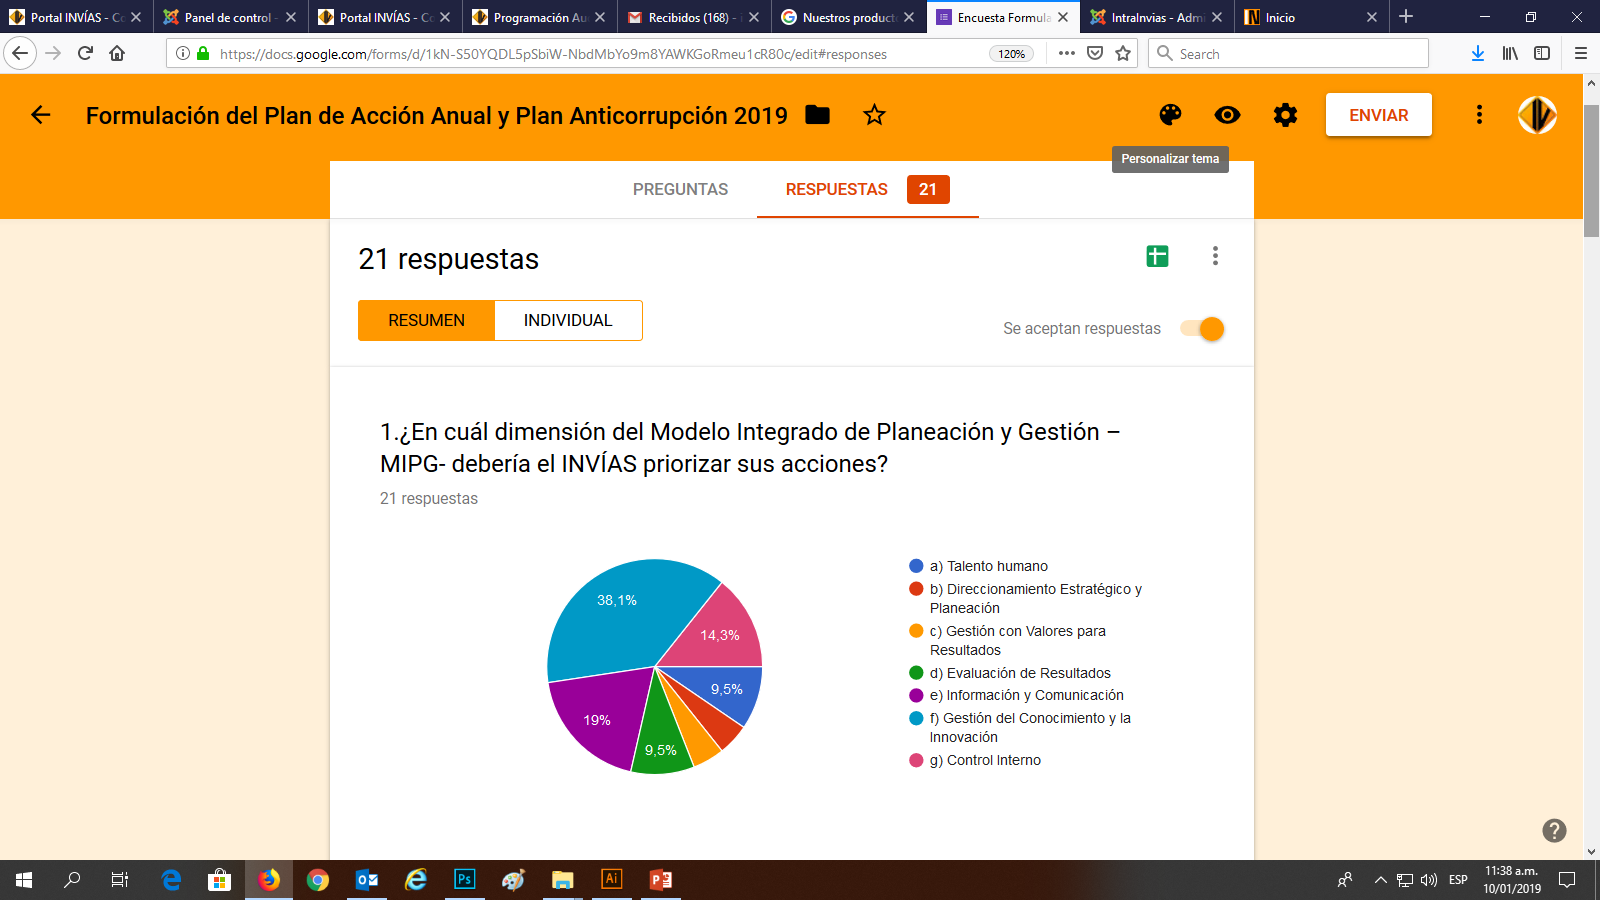 Portal INVÍAS - Co
Panel de control -
Portal INVÍAS - Co
Programación Au
Recibidos (168) -
Nuestros product
Encuesta Formula
IntraInvias - Admi
Inicio
https://docs.google.com/forms/d/1kN-S50YQDL5pSbiW-NbdMbYo9m8YAWKGoRmeu1cR80c/edit#responses
120%
Search
Formulación del Plan de Acción Anual y Plan Anticorrupción 2019
ENVIAR
Personalizar tema
PREGUNTAS
RESPUESTAS 21
21 respuestas
RESUMEN
INDIVIDUAL
Se aceptan respuestas
1.¿En cuál dimensión del Modelo Integrado de Planeación y Gestión –
MIPG- debería el INVÍAS priorizar sus acciones?
21 respuestas
38,1%
14,3%
9,5%
19%
9,5%
a) Talento humano
b) Direccionamiento Estratégico y
Planeación
c) Gestión con Valores para
Resultados
d) Evaluación de Resultados
e) Información y Comunicación
f) Gestión del Conocimiento y la
Innovación
g) Control Interno
Ps
Ai
ESP
11:38 a.m.
10/01/2019